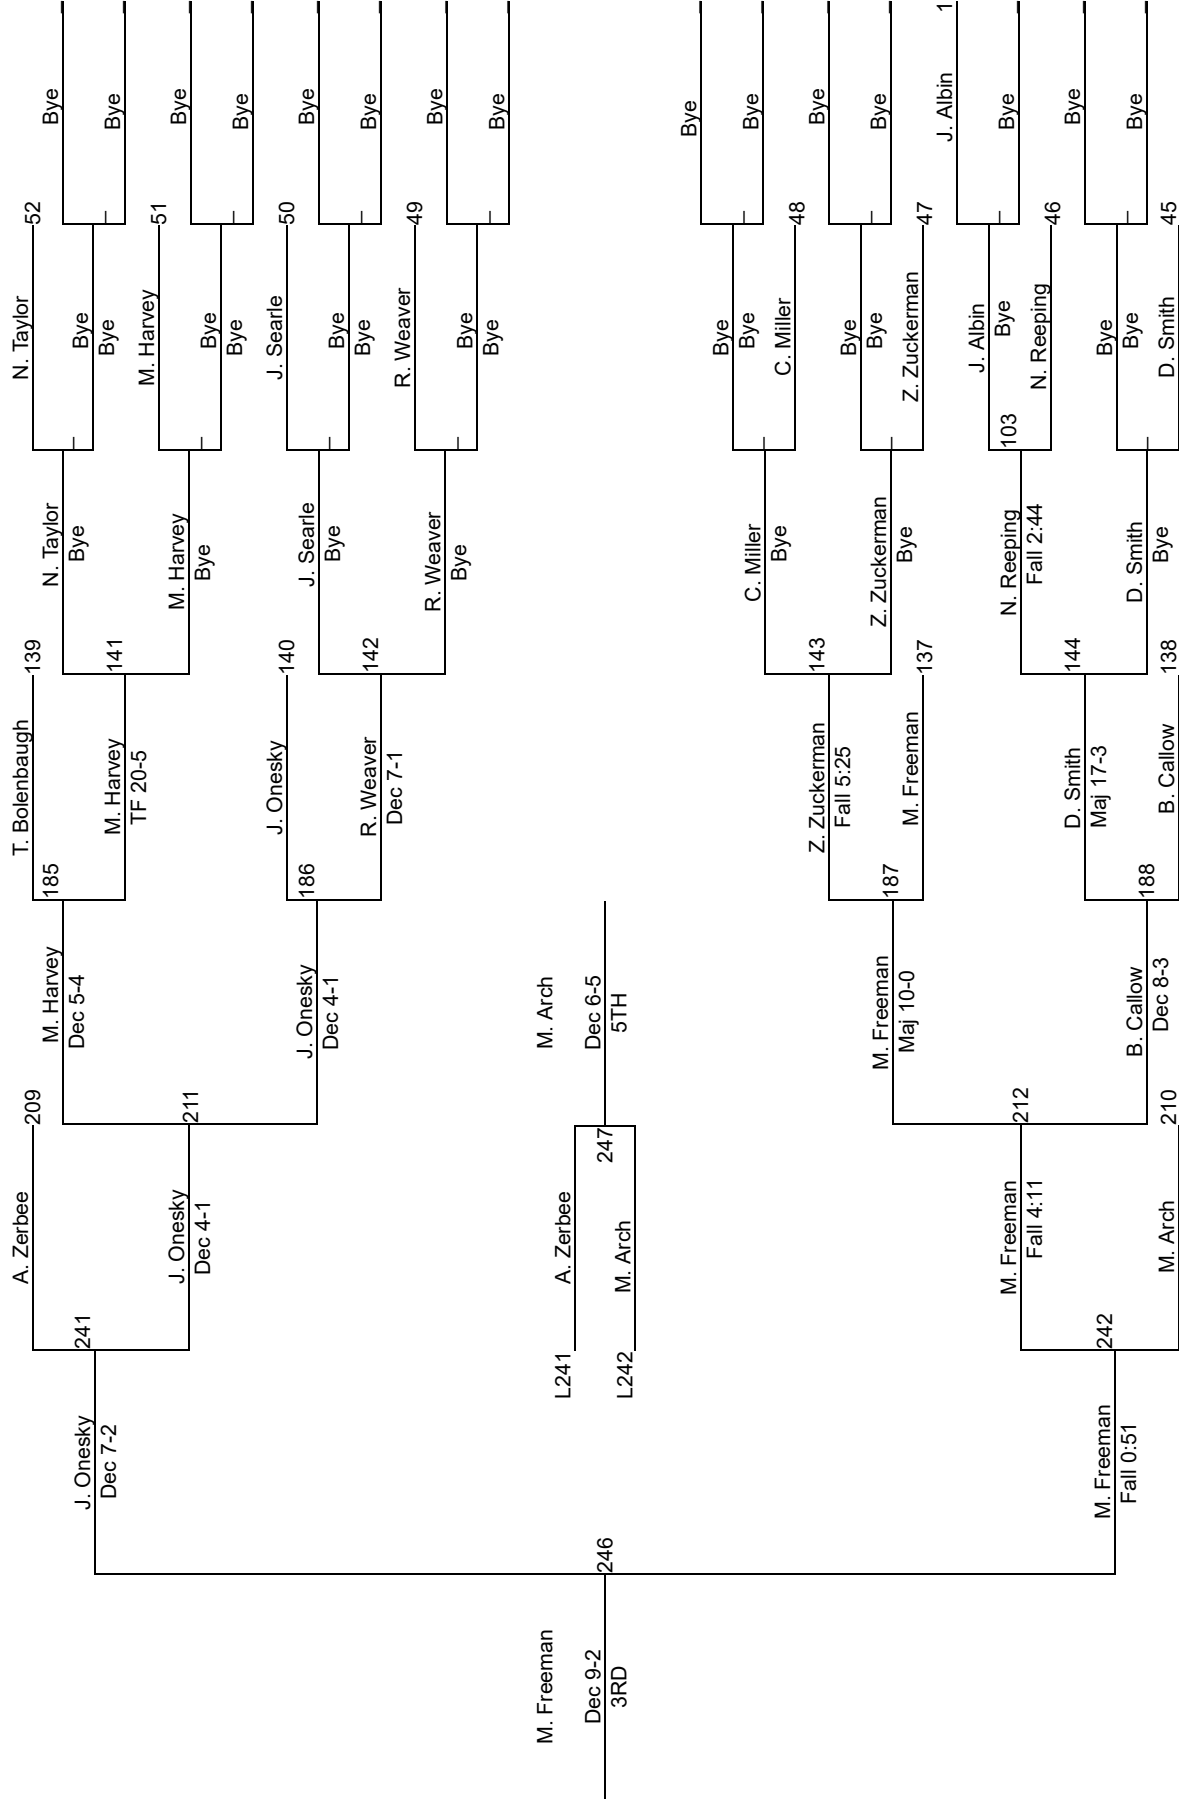 Bye
Bye
Bye
Bye
Bye
Bye
Bye
Bye
Bye
Bye
Bye
Bye
J. Albin
1
Bye
Bye
Bye
N. Taylor
52
Bye
Bye
M. Harvey
51
Bye
Bye
J. Searle
50
Bye
Bye
R. Weaver
49
Bye
Bye
Bye
Bye
C. Miller
48
Bye
Bye
Z. Zuckerman
47
J. Albin
Bye
N. Reeping
46
Bye
Bye
D. Smith
45
N. Taylor
Bye
M. Harvey
Bye
J. Searle
Bye
R. Weaver
Bye
C. Miller
Bye
Z. Zuckerman
Bye
103
N. Reeping
Fall 2:44
D. Smith
Bye
T. Bolenbaugh
139
141
M. Harvey
TF 20-5
J. Onesky
140
142
R. Weaver
Dec 7-1
143
Z. Zuckerman
Fall 5:25
M. Freeman
137
144
D. Smith
Maj 17-3
B. Callow
138
185
M. Harvey
Dec 5-4
186
J. Onesky
Dec 4-1
187
M. Freeman
Maj 10-0
188
B. Callow
Dec 8-3
A. Zerbee
209
211
J. Onesky
Dec 4-1
212
M. Freeman
Fall 4:11
M. Arch
210
241
J. Onesky
Dec 7-2
242
M. Freeman
Fall 0:51
246
M. Freeman
Dec 9-2
3RD
L241
A. Zerbee
L242
M. Arch
247
M. Arch
Dec 6-5
5TH